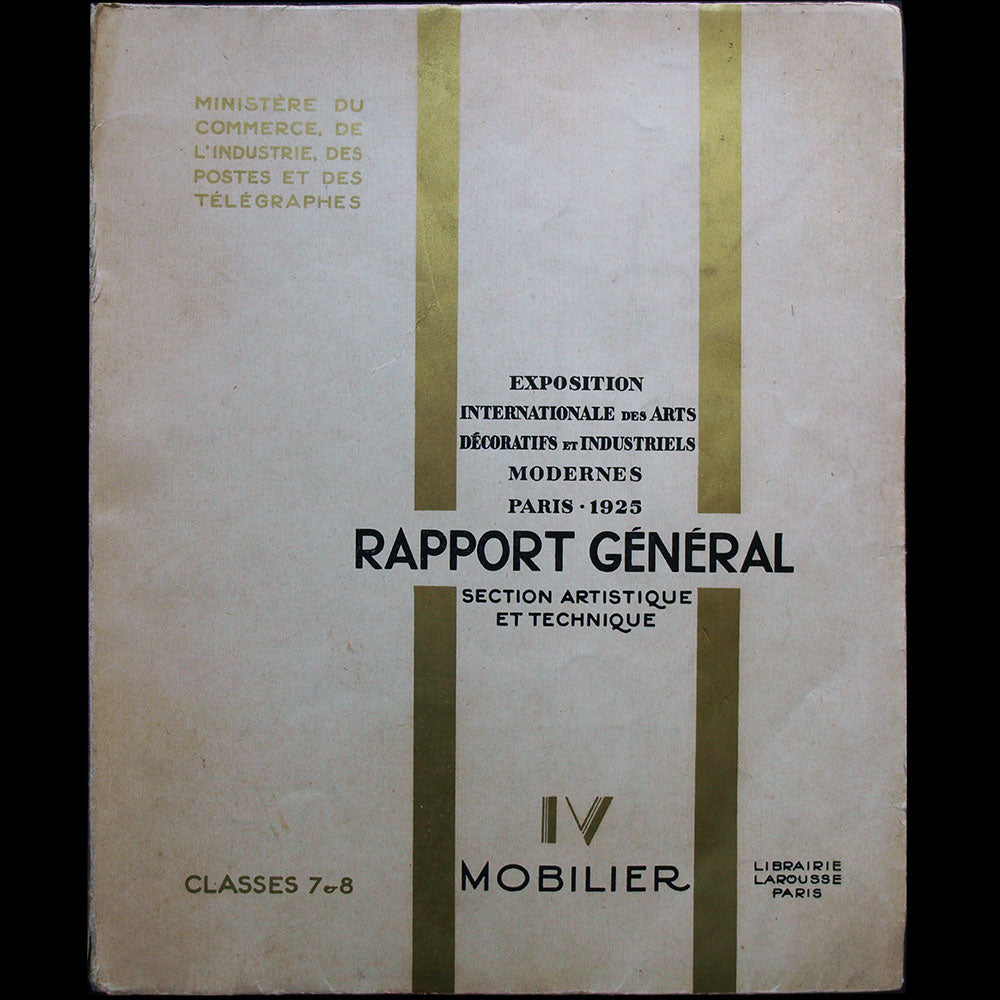 MINISTÈRE DU
COMMERCE, DE
L'INDUSTRIE, DES
POSTES ET DES
TÉLÉGRAPHES
EXPOSITION
INTERNATIONALE DES ARTS
DÉCORATIFS ET INDUSTRIELS
MODERNES
PARIS · 1925
RAPPORT GÉNÉRAL
SECTION ARTISTIQUE
ET TECHNIQUE
IV
MOBILIER
CLASSES 7 & 8
LIBRAIRIE
LAROUSSE
PARIS